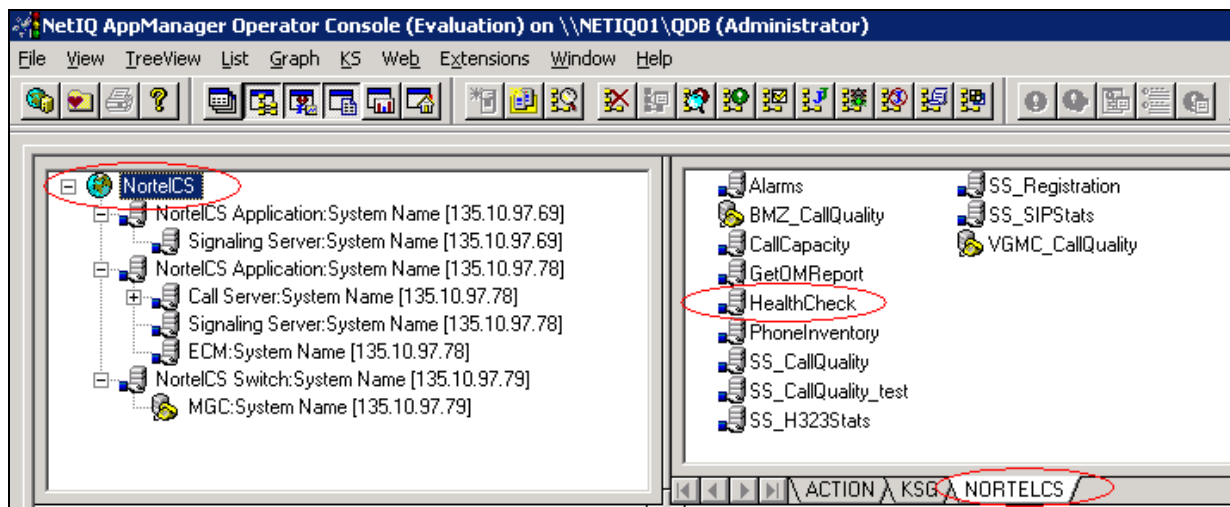 NetIQ AppManager Operator Console (Evaluation) on \\NETIQ01\QDB (Administrator)
File View TreeView List Graph KS Web Extensions Window Help
NortelCS
NortelCS Application:System Name [135.10.97.69]
Signaling Server:System Name [135.10.97.69]
NortelCS Application:System Name [135.10.97.78]
Call Server:System Name [135.10.97.78]
Signaling Server:System Name [135.10.97.78]
ECM:System Name [135.10.97.78]
NortelCS Switch:System Name [135.10.97.79]
MGC:System Name [135.10.97.79]
Alarms
BMZ_CallQuality
CallCapacity
GetOMReport
HealthCheck
PhoneInventory
SS_CallQuality
SS_CallQuality_test
SS_H323Stats
SS_Registration
SS_SIPStats
VGMC_CallQuality
ACTION KSG NORTELCS